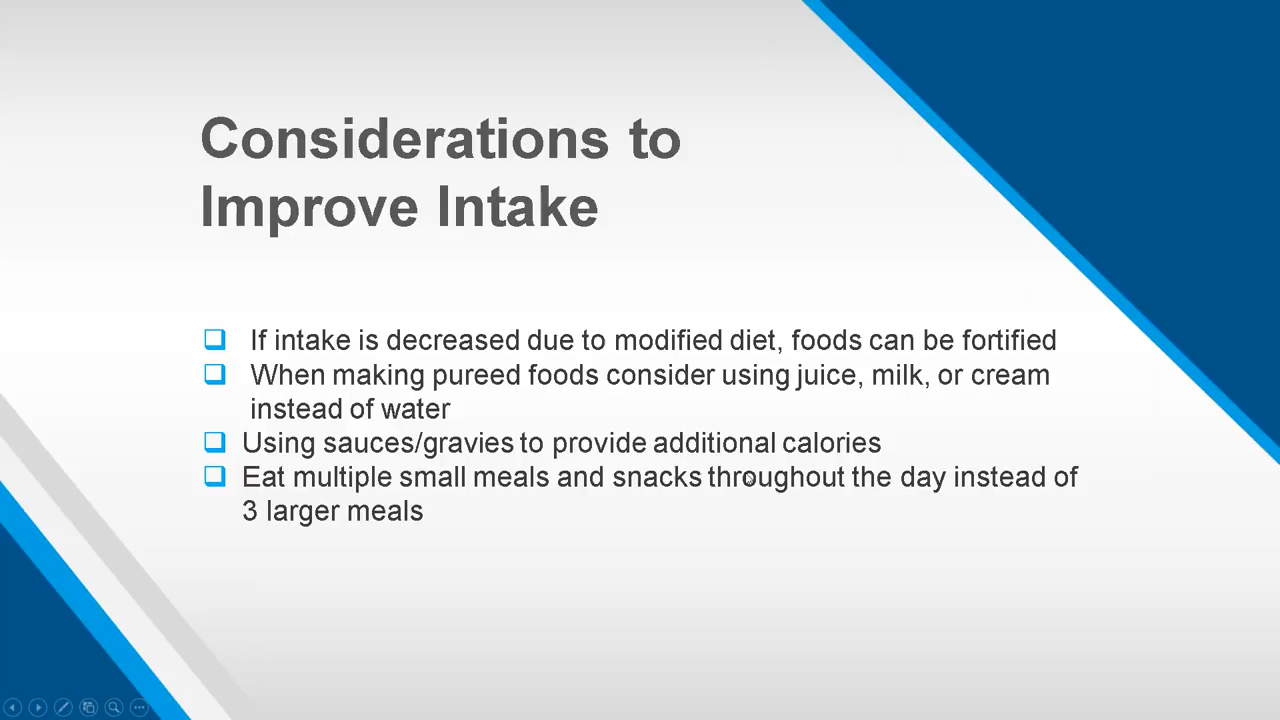 Considerations to
Improve Intake
If intake is decreased due to modified diet, foods can be fortified
When making pureed foods consider using juice, milk, or cream
instead of water
Using sauces/gravies to provide additional calories
Eat multiple small meals and snacks throughout the day instead of
3 larger meals